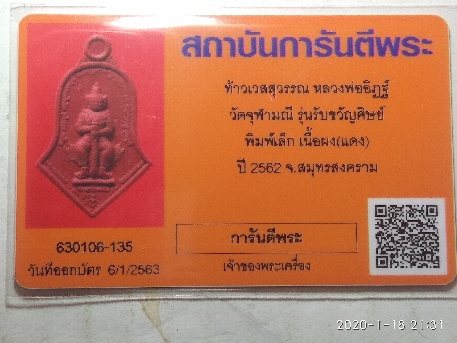 สถาบันการันตีพระ
ท้าวเวสสุวรรณ หลวงพ่ออิฏฐ์
วัดจุฬามณี รุ่นรับขวัญศิษย์
พิมพ์เล็ก เนื้อผง(แดง)
ปี 2562 จ.สมุทรสงคราม
630106-135
การันตีพระ
วันที่ออกบัตร 6/1/2563
เจ้าของพระเครื่อง
2020-1-18 21:31